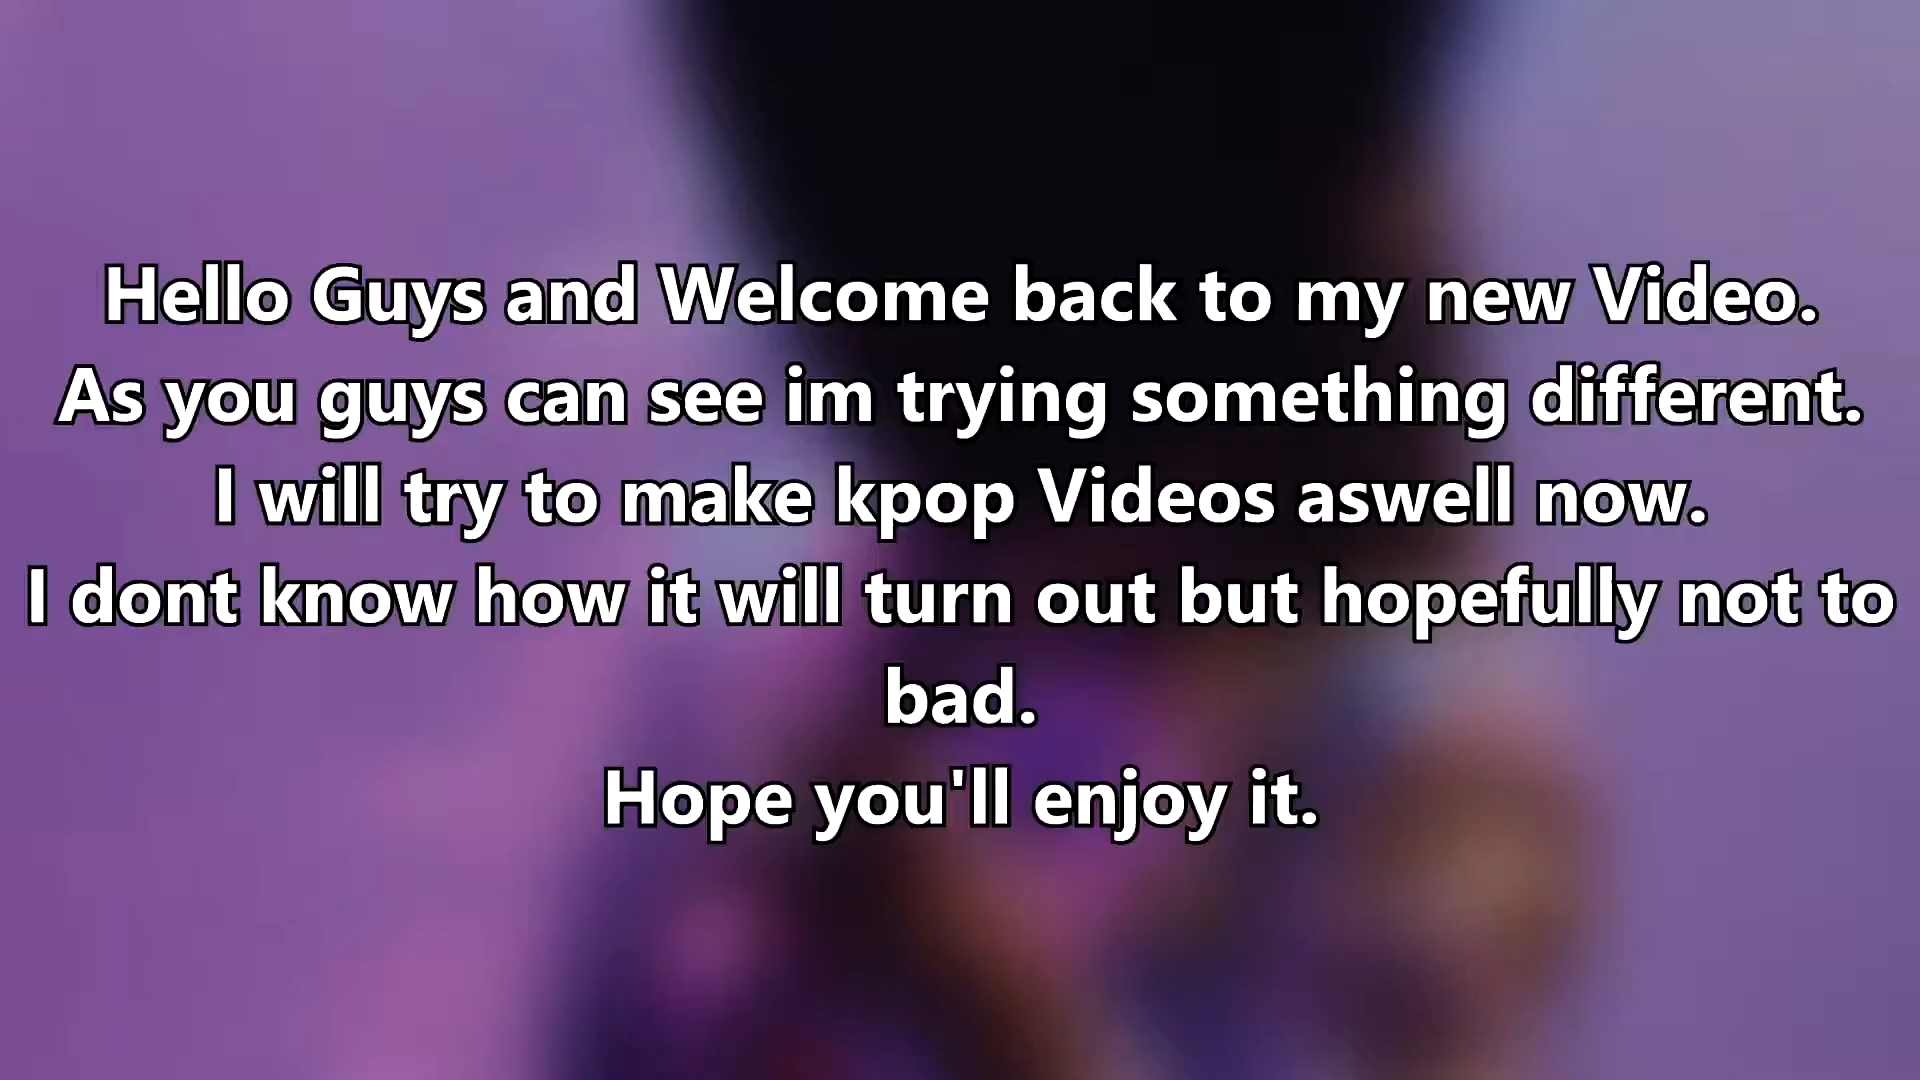 Hello Guys and Welcome back to my new Video.
As you guys can see im trying something different.
I will try to make kpop Videos aswell now.
I dont know how it will turn out but hopefully not to
bad.
Hope you'll enjoy it.